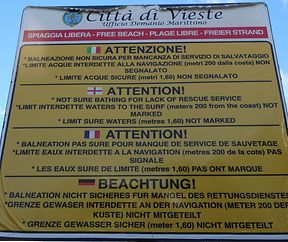 Città di Vieste
Ufficio Demanio Marittimo
SPIAGGIA LIBERA - FREE BEACH - PLAGE LIBRE - FREIER STRAND
ATTENZIONE!
* BALNEAZIONE NON SICURA PER MANCANZA DI SERVIZIO DI SALVATAGGIO
*LIMITE ACQUE INTERDETTE ALLA NAVIGAZIONE (metri 200 dalla costa) NON
SEGNALATO
* LIMITE ACQUE SICURE (metri 1,60) NON SEGNALATO
ATTENTION!
* NOT SURE BATHING FOR LACK OF RESCUE SERVICE
* LIMIT INTERDETE WATERS TO THE SURF (meters 200 from the coast) NOT
MARKED
* LIMIT SURE WATERS (metres 1,60) NOT MARKED
ATTENTION!
* BALNEATION PAS SURE POUR MANQUE DE SERVICE DE SAUVETAGE
*LIMITE EAUX INTERDETTE A LA NAVIGATION (metres 200 de la cote) PAS
SIGNALE
* LES EAUX SURE DE LIMITE (metres 1,60) PAS ONT MARQUE
BEACHTUNG!
* BALNEATION NICHT SICHERES FUR MANGEL DES RETTUNGSDIENSTES
*GRENZE GEWASER INTERDETTE AN DER NAVIGATION (METER 200 DER
KUSTE) NICHT MITGETEILT
* GRENZE GEWASSER SICHER (meter 1,60) NICHT MITGETEILT